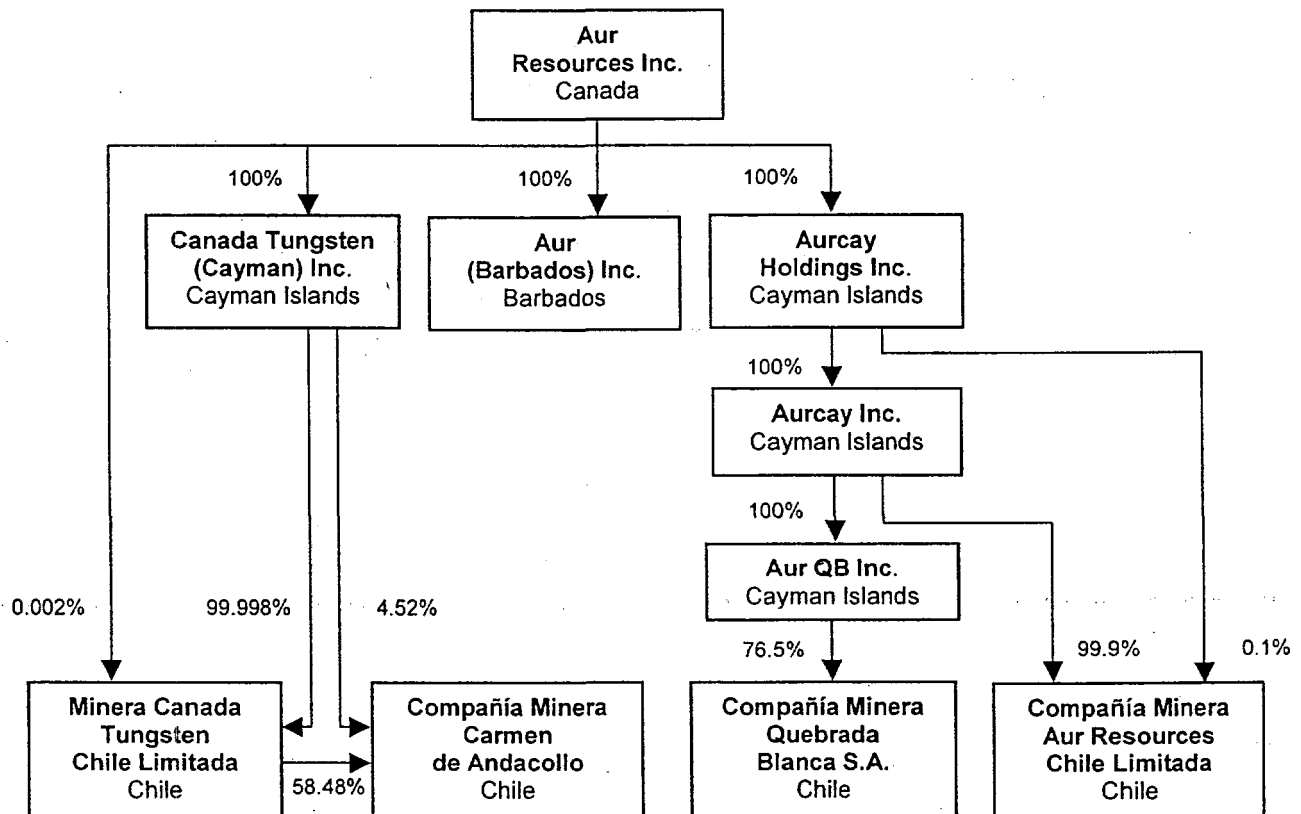 Aur
Resources Inc.
Canada
100%
100%
100%
Canada Tungsten
(Cayman) Inc.
Cayman Islands
Aur
(Barbados) Inc.
Barbados
Aurcay
Holdings Inc.
Cayman Islands
100%
Aurcay Inc.
Cayman Islands
100%
Aur QB Inc.
Cayman Islands
0.002%
99.998%
4.52%
76.5%
99.9%
0.1%
Minera Canada
Tungsten
Chile Limitada
Chile
58.48%
Compañía Minera
Carmen
de Andacollo
Chile
Compañía Minera
Quebrada
Blanca S.A.
Chile
Compañía Minera
Aur Resources
Chile Limitada
Chile